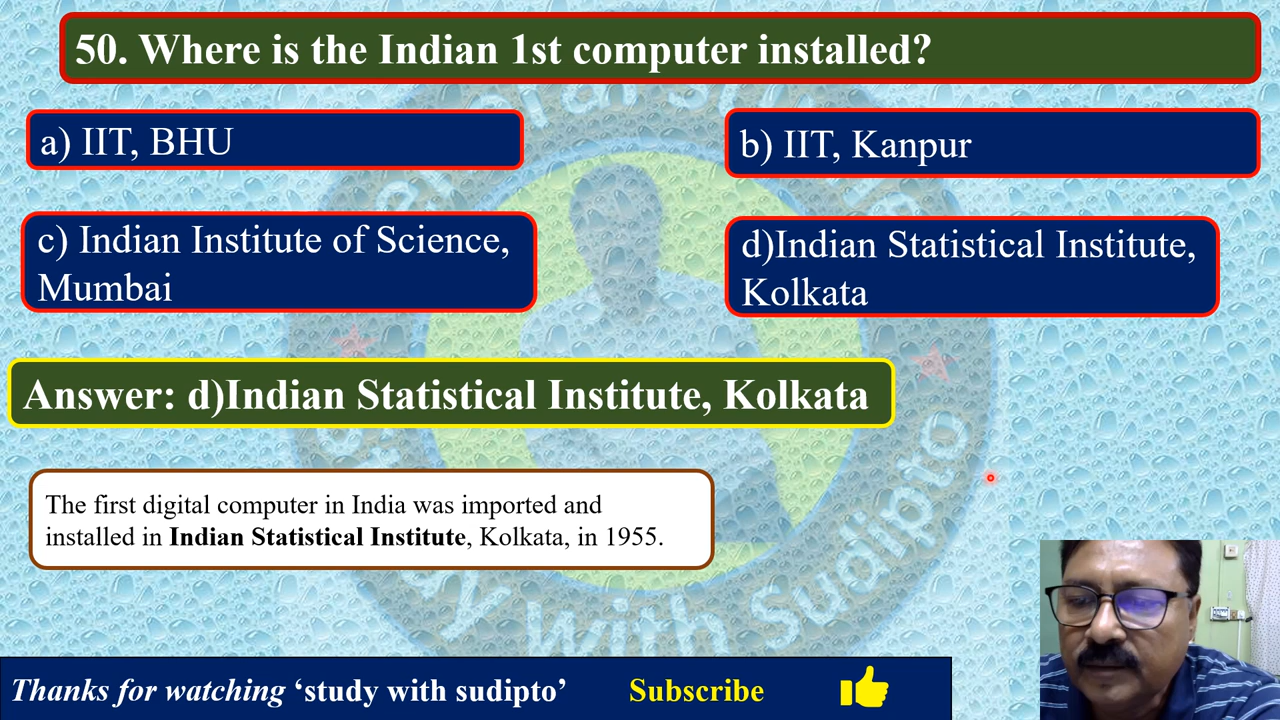 50. Where is the Indian 1st computer installed?
a) IIT, BHU
b) IIT, Kanpur
c) Indian Institute of Science,
Mumbai
d)Indian Statistical Institute,
Kolkata
Answer: d)Indian Statistical Institute, Kolkata
The first digital computer in India was imported and
installed in Indian Statistical Institute, Kolkata, in 1955.
With Sudipto
Thanks for watching ‘study with sudipto’ Subscribe